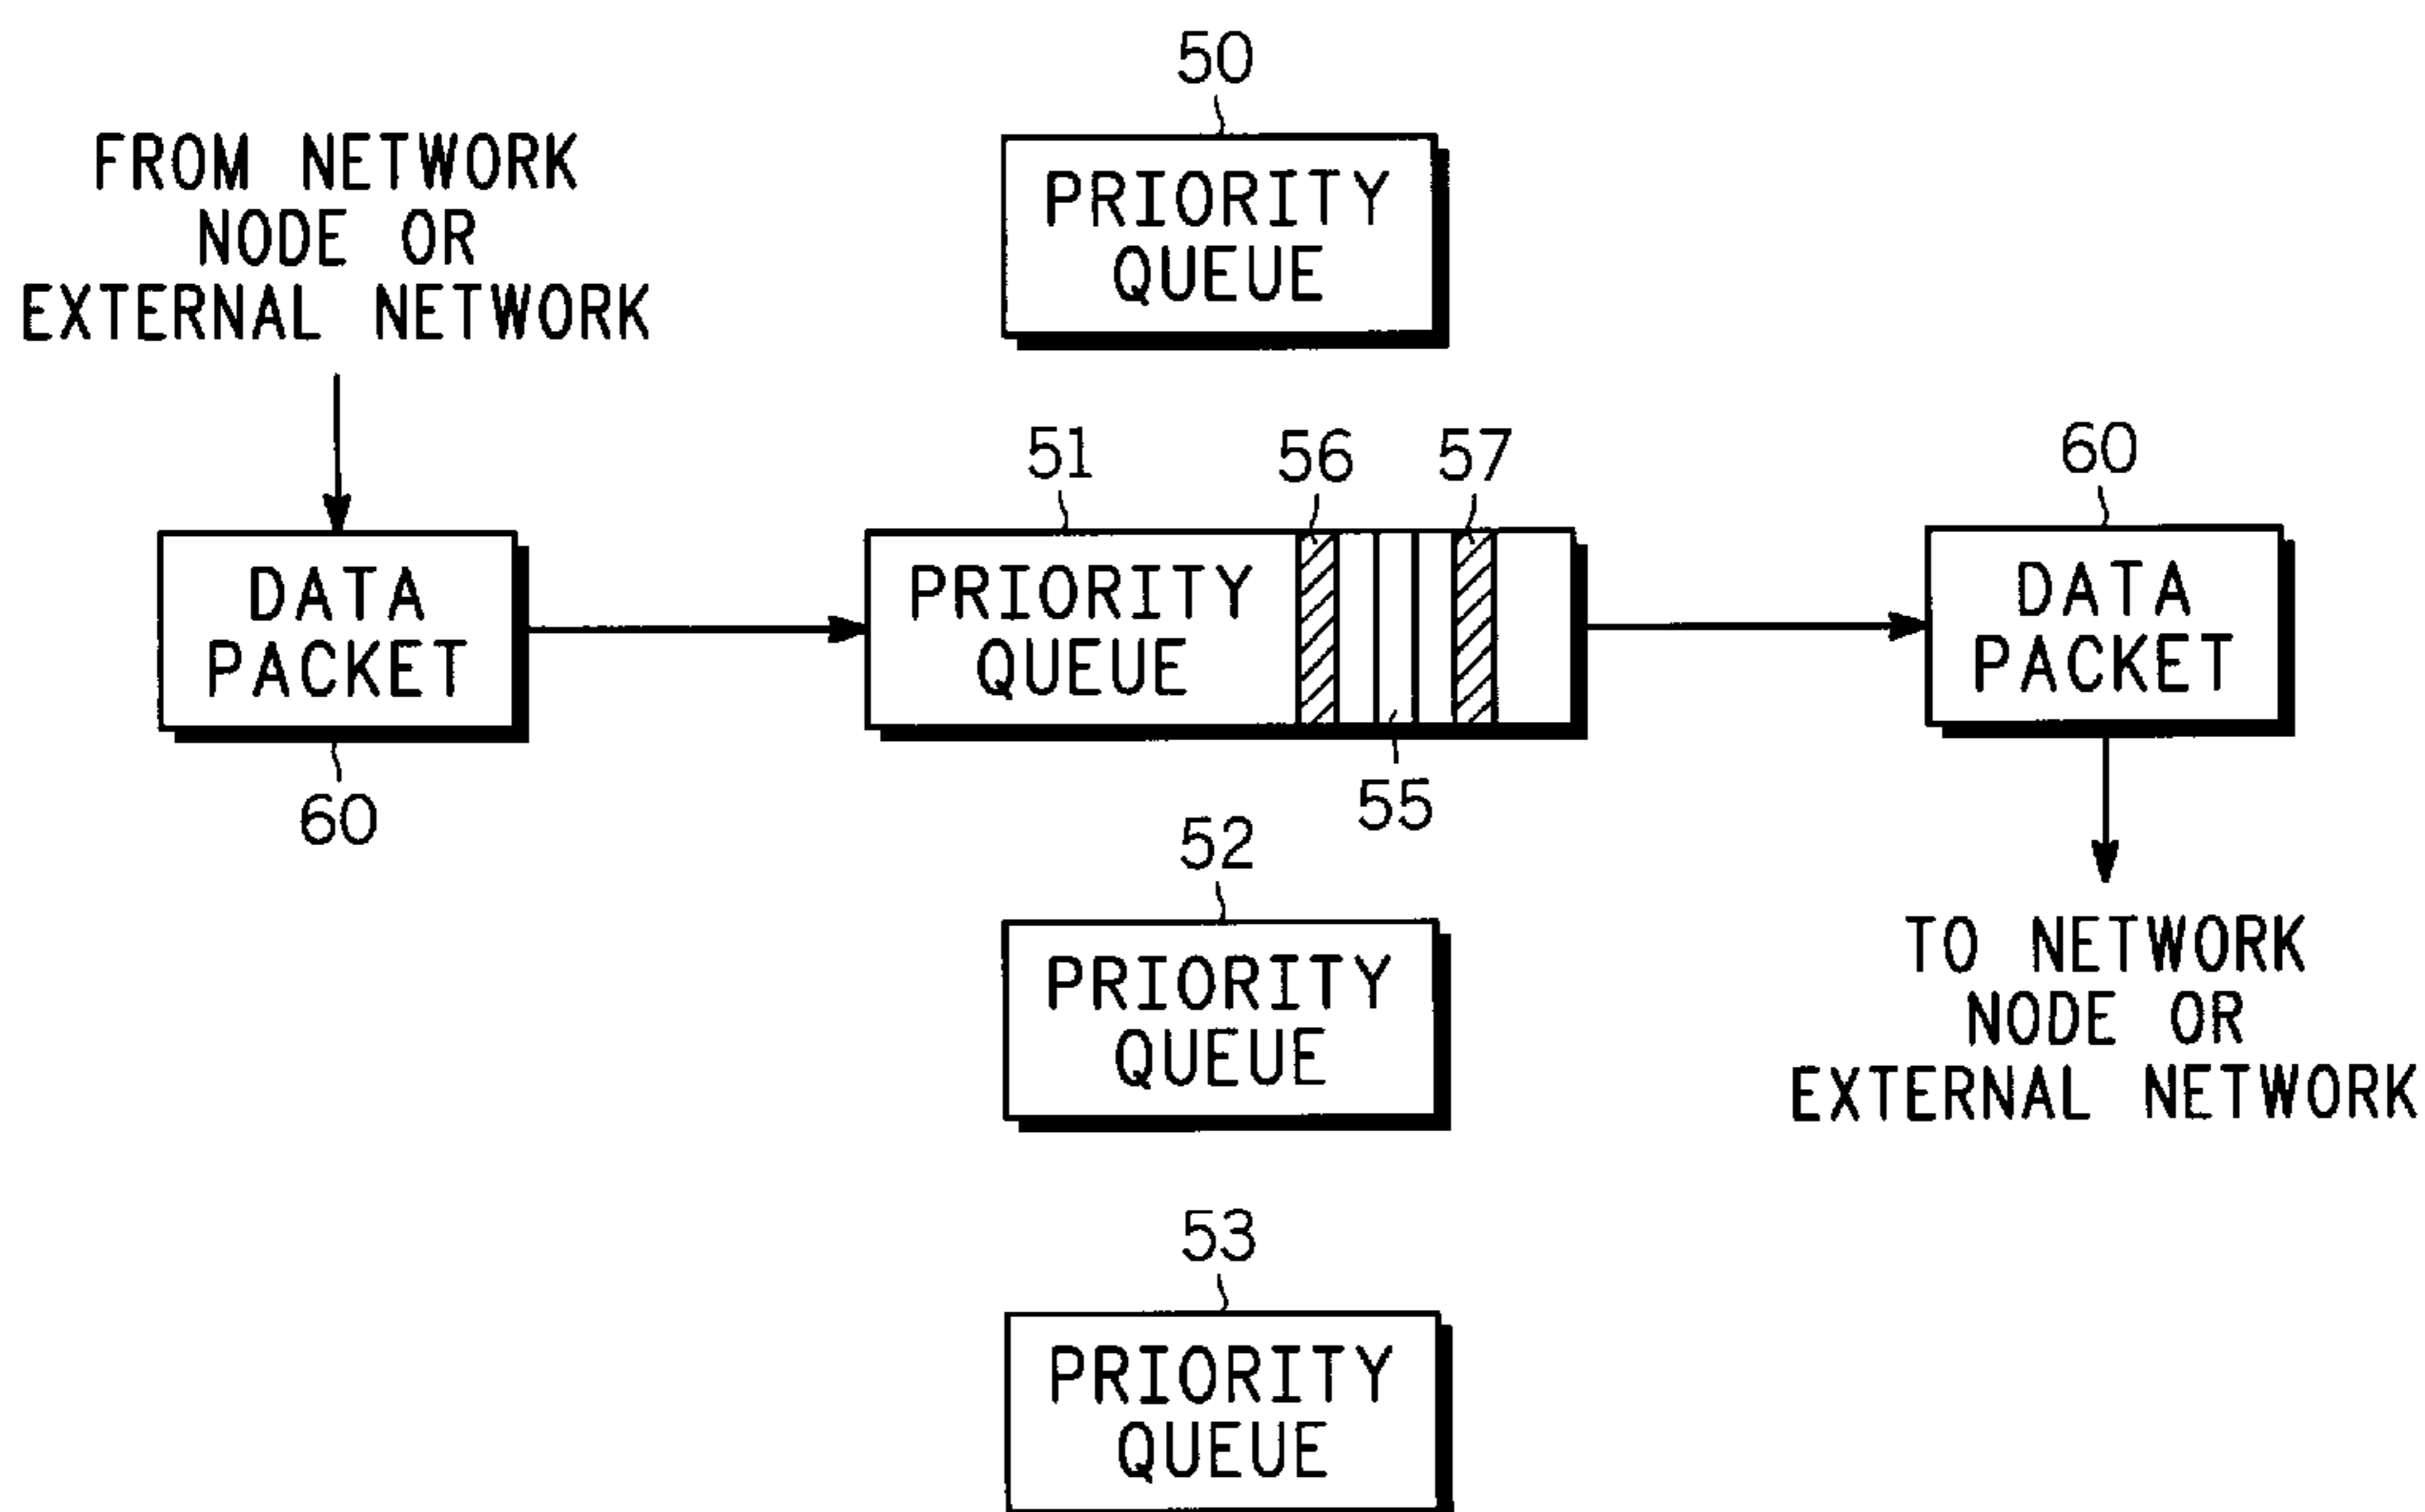 50
FROM NETWORK
NODE OR
EXTERNAL NETWORK
PRIORITY
QUEUE
51
56
57
60
DATA
PACKET
PRIORITY
QUEUE
DATA
PACKET
60
55
52
PRIORITY
QUEUE
TO NETWORK
NODE OR
EXTERNAL NETWORK
53
PRIORITY
QUEUE